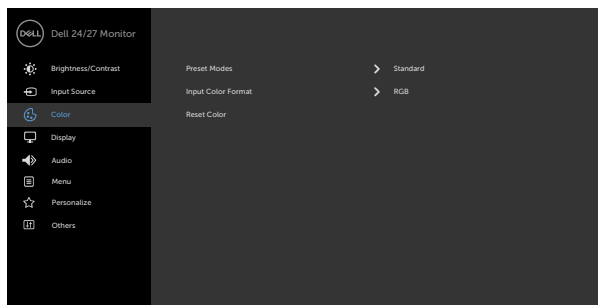 DELL Dell 24/27 Monitor
Brightness/Contrast Preset Modes Standard
Input Source Input Color Format RGB
Color Reset Color
Display
Audio
Menu
Personalize
Others